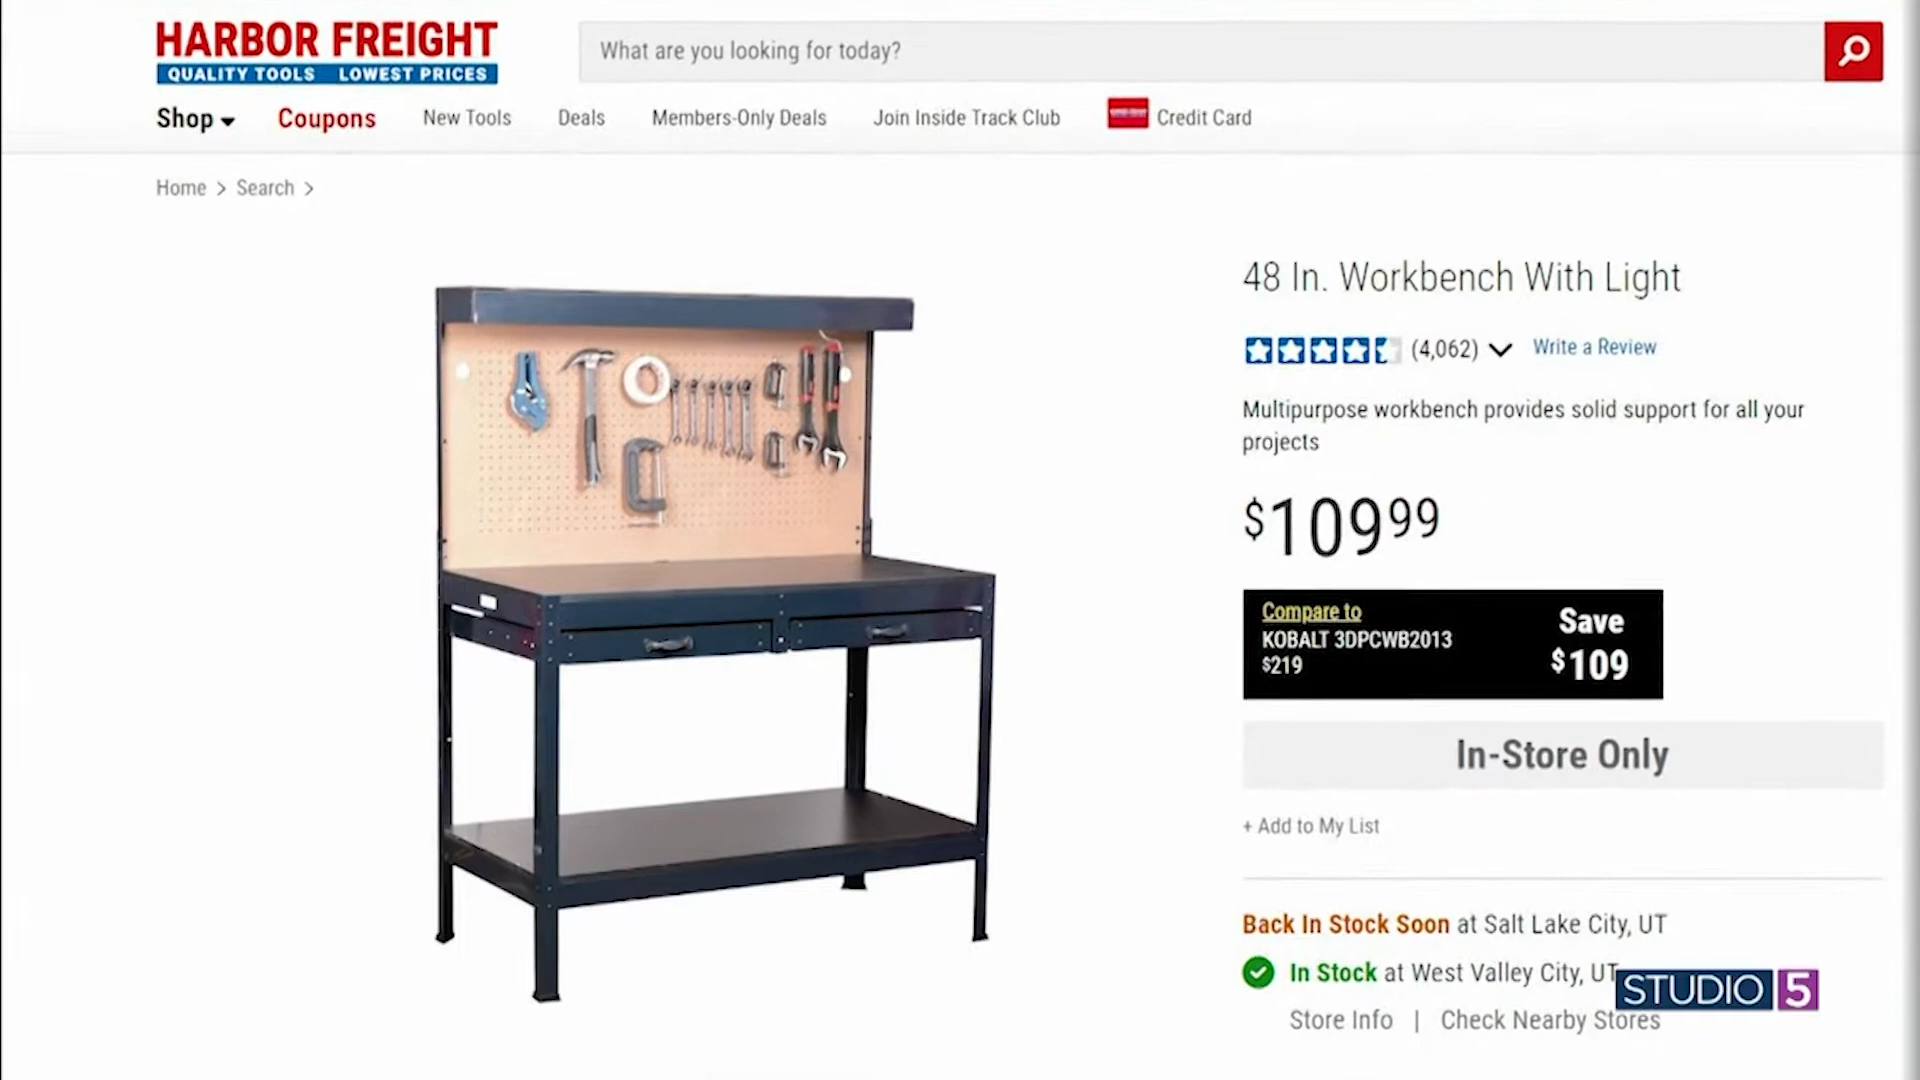 HARBOR FREIGHT
QUALITY TOOLS LOWEST PRICES
What are you looking for today?
Shop
Coupons
New Tools
Deals
Members-Only Deals
Join Inside Track Club
Credit Card
Home > Search >
48 In. Workbench With Light
(4,062)
Write a Review
Multipurpose workbench provides solid support for all your
projects
$109 99
Compare to
KOBALT 3DPCWB2013
$219
Save
$109
In-Store Only
+ Add to My List
Back In Stock Soon at Salt Lake City, UT
In Stock at West Valley City, UT
Store Info | Check Nearby Stores
STUDIO 5